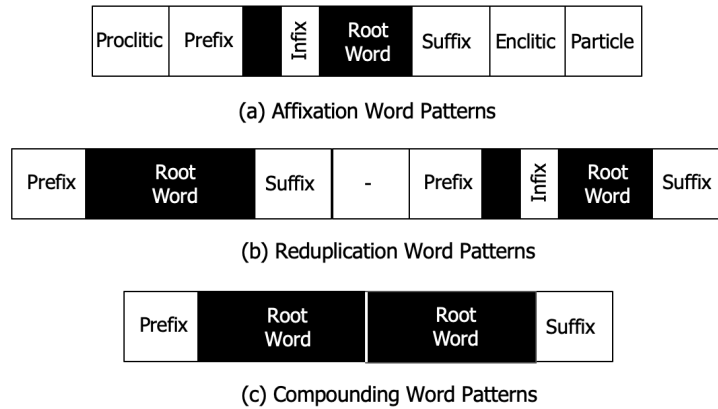 Proclitic Prefix Infix Root Word Suffix Enclitic Particle
(a) Affixation Word Patterns
Prefix Root Word Suffix - Prefix Infix Root Word Suffix
(b) Reduplication Word Patterns
Prefix Root Word Root Word Suffix
(c) Compounding Word Patterns